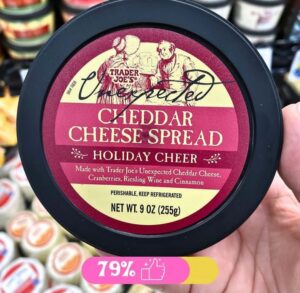 TRADER
JOE'S
Unexpected
CHEDDAR
CHEESE SPREAD
HOLIDAY CHEER
Made with Trader Joe's Unexpected Cheddar Cheese,
Cranberries, Riesling Wine and Cinnamon
PERISHABLE, KEEP REFRIGERATED
NET WT. 9 OZ (255g)
79%